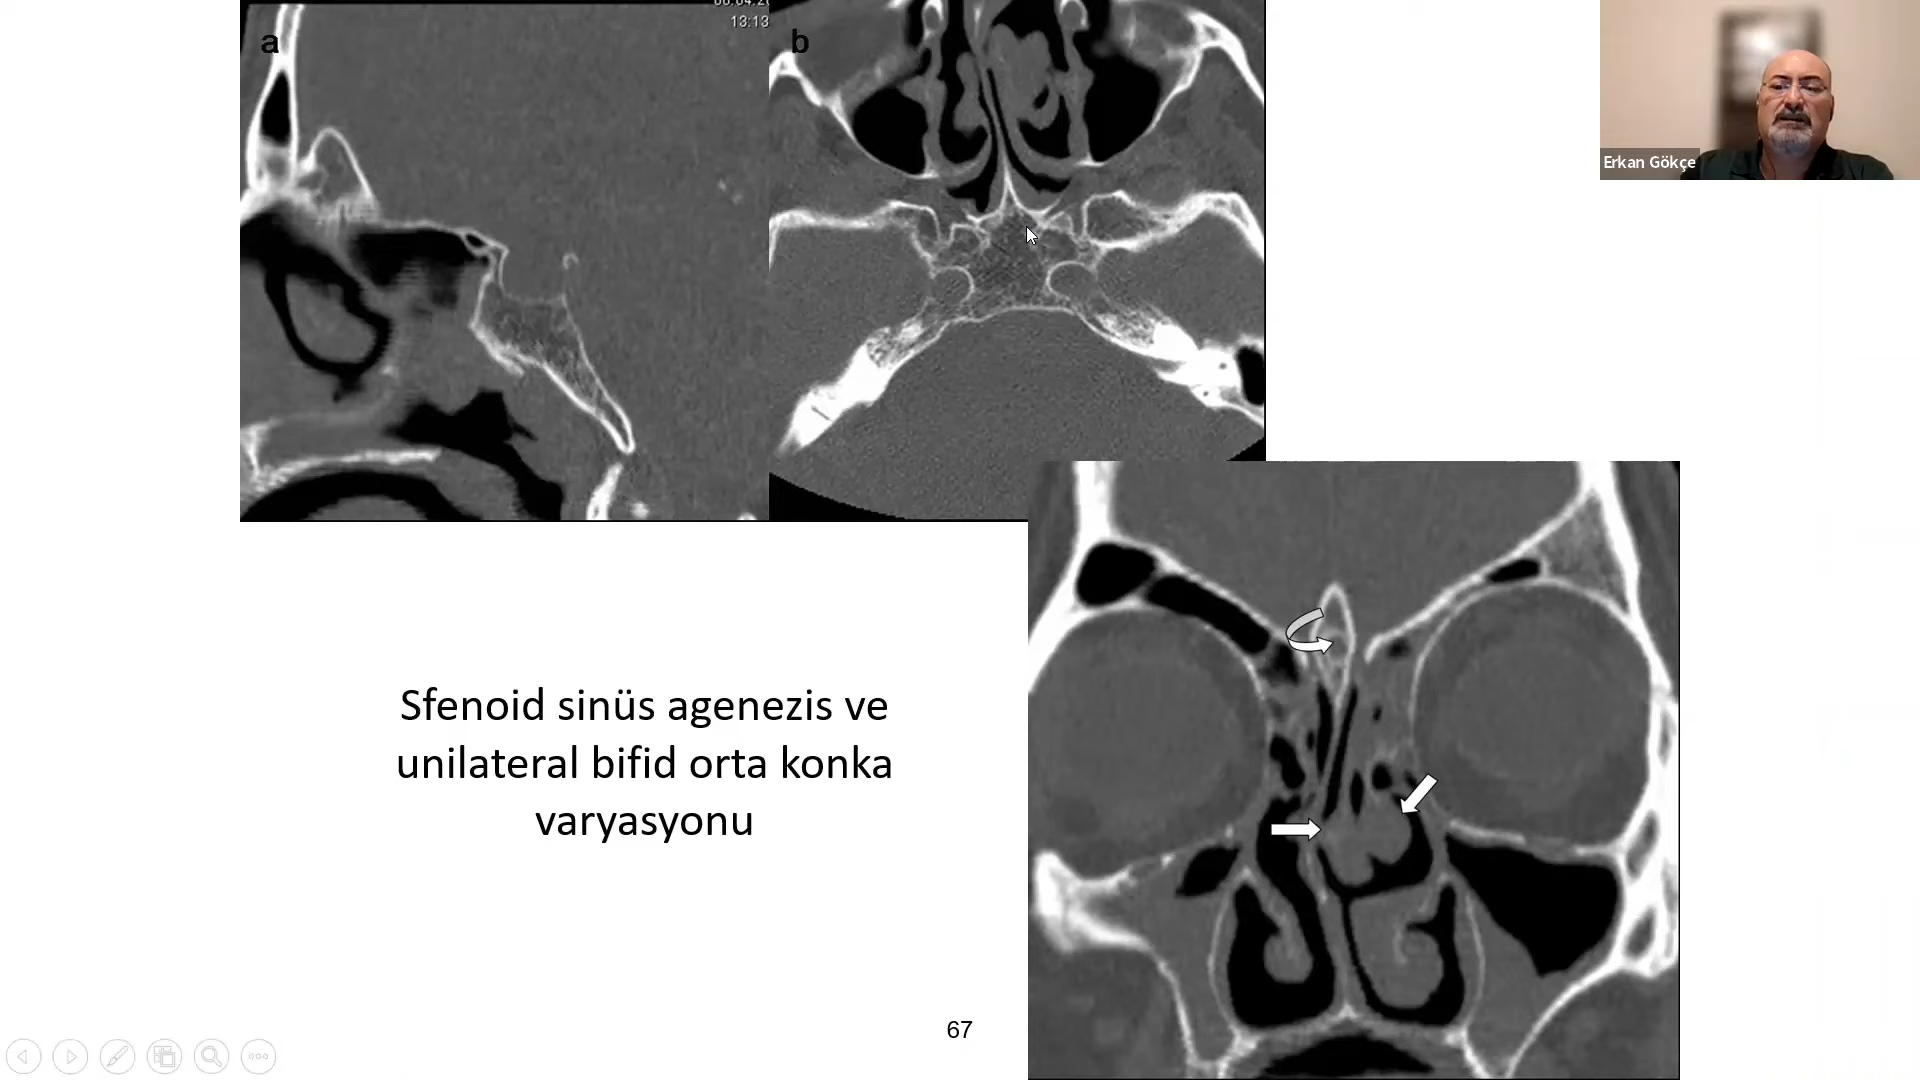 13:13
a
b
Erkan Gökçe
Sfenoid sinüs agenezis ve
unilateral bifid orta konka
varyasyonu
67